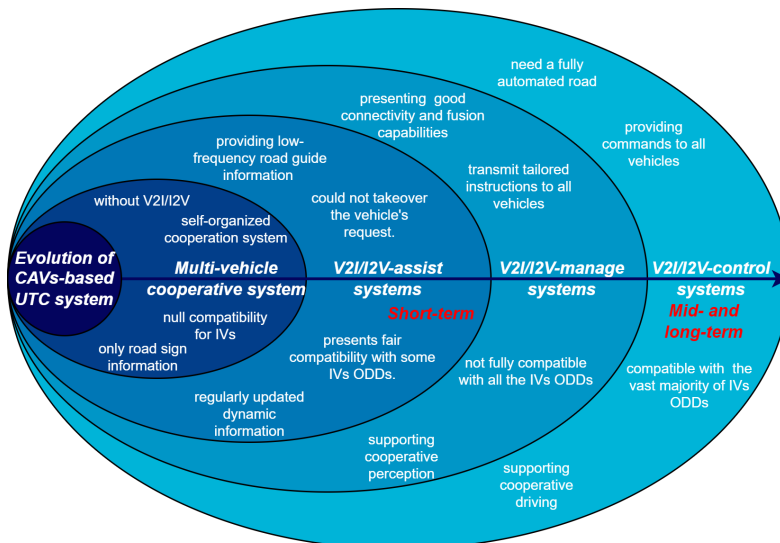 need a fully
automated road
presenting good
connectivity and fusion
capabilities
providing
commands to all
vehicles
providing low-
frequency road guide
information
transmit tailored
instructions to all
vehicles
without V2I/I2V
could not takeover
the vehicle's
request.
self-organized
cooperation system
Evolution of
CAVs-based
UTC system
Multi-vehicle
cooperative system
V2I/I2V-assist
systems
V2I/I2V-manage
systems
V2I/I2V-control
systems
Short-term
Mid- and
long-term
null compatibility
for IVs
only road sign
information
presents fair
compatibility with some
IVs ODDs.
not fully compatible
with all the IVs ODDs
compatible with the
vast majority of IVs
ODDs
regularly updated
dynamic
information
supporting
cooperative
perception
supporting
cooperative
driving